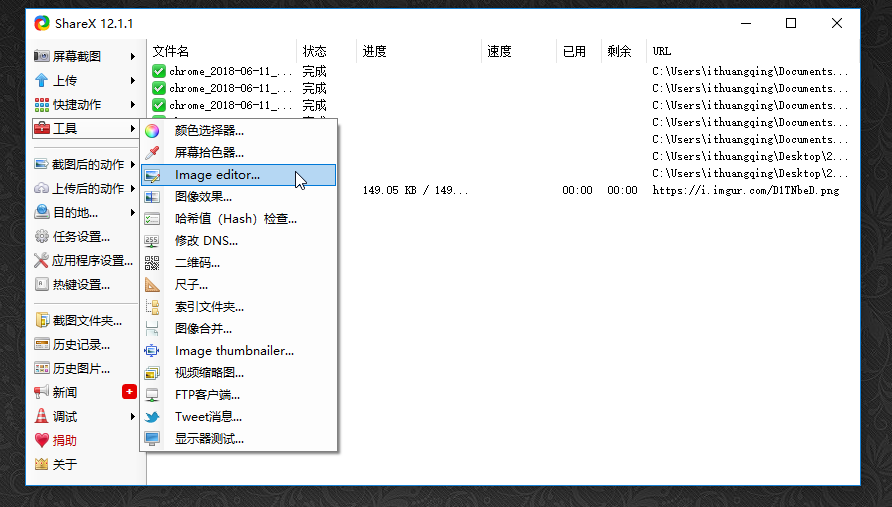 ShareX 12.1.1
屏幕截图
上传
快捷动作
工具
截图后的动作
上传后的动作
目的地...
任务设置...
应用程序设置...
热键设置...
截图文件夹...
历史记录...
历史图片...
新闻
+
调试
捐助
关于
颜色选择器...
屏幕拾色器...
Image editor...
图像效果...
哈希值（Hash）检查...
修改 DNS...
二维码...
尺子...
索引文件夹...
图像合并...
Image thumbnailer...
视频缩略图...
FTP客户端...
Tweet消息...
显示器测试...
文件名 状态 进度 速度 已用 剩余 URL
chrome_2018-06-11_... 完成 C:\Users\ithuangqing\Documents...
chrome_2018-06-11_... 完成 C:\Users\ithuangqing\Documents...
chrome_2018-06-11_... 完成 C:\Users\ithuangqing\Documents...
C:\Users\ithuangqing\Documents...
C:\Users\ithuangqing\Documents...
C:\Users\ithuangqing\Desktop\2...
C:\Users\ithuangqing\Desktop\2...
149.05 KB / 149... 00:00 00:00 https://i.imgur.com/D1TNbeD.png